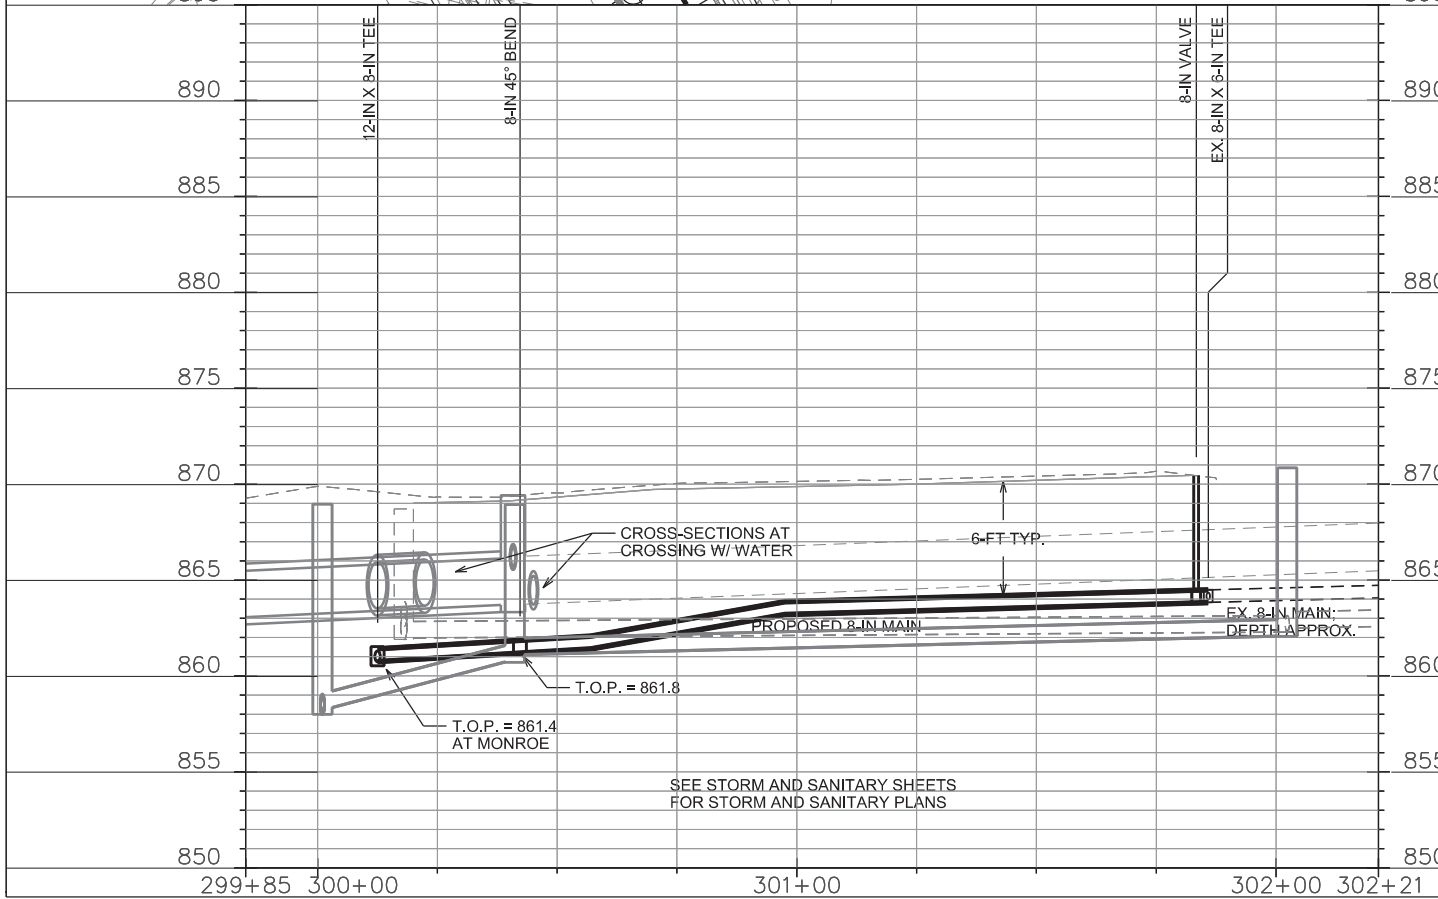 12-IN X 8-IN TEE
8-IN 45° BEND
8-IN VALVE
EX. 8-IN X 6-IN TEE
890
890
885
885
880
880
875
875
870
870
865
865
860
860
855
855
850
850
CROSS-SECTIONS AT
CROSSING W/ WATER
6-FT TYP.
PROPOSED 8-IN MAIN
EX. 8-IN MAIN;
DEPTH APPROX.
T.O.P. = 861.8
T.O.P. = 861.4
AT MONROE
SEE STORM AND SANITARY SHEETS
FOR STORM AND SANITARY PLANS
299+85 300+00 301+00 302+00 302+21